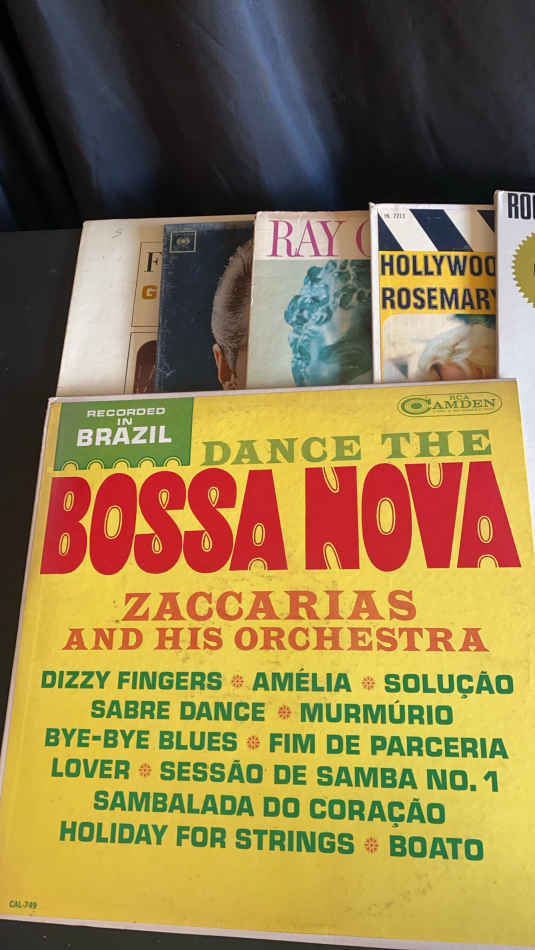 RAY
HL 7213
HOLLYWOO
ROSEMARY
RECORDED
IN
BRAZIL
RCA
CAMDEN
DANCE THE
BOSSA NOVA
ZACCARIAS
AND HIS ORCHESTRA
DIZZY FINGERS AMÉLIA SOLUÇÃO
SABRE DANCE MURMÚRIO
BYE-BYE BLUES FIM DE PARCERIA
LOVER SESSÃO DE SAMBA NO. 1
SAMBALADA DO CORAÇÃO
HOLIDAY FOR STRINGS BOATO
CAL-749